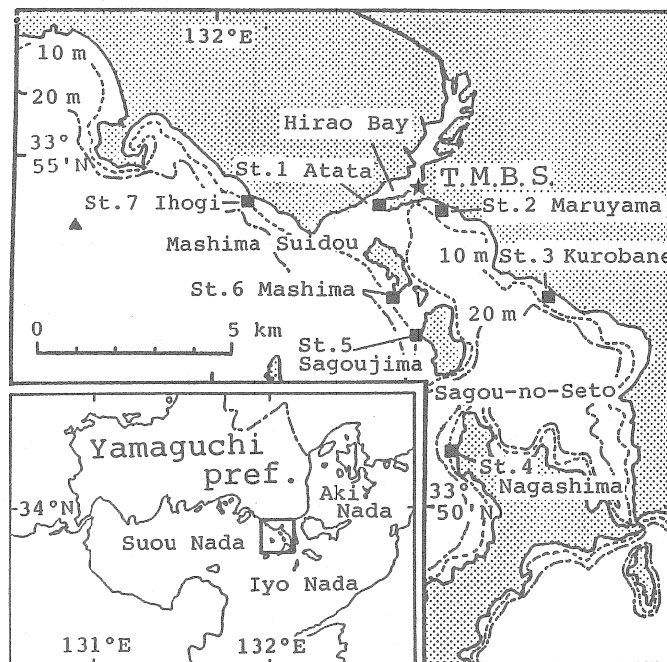 132°E
10 m
20 m
33°
55'N
Hirao Bay
St.1 Atata
T.M.B.S.
St.7 Ihogi
St.2 Maruyama
Mashima Suidou
10 m
St.3 Kurobane
St.6 Mashima
20 m
0 5 km
St.5
Sagoujima
Sagou-no-Seto
St.4
Nagashima
33°
50'N
Yamaguchi
pref.
Aki
Nada
34°N
Suou Nada
Iyo Nada
131°E 132°E